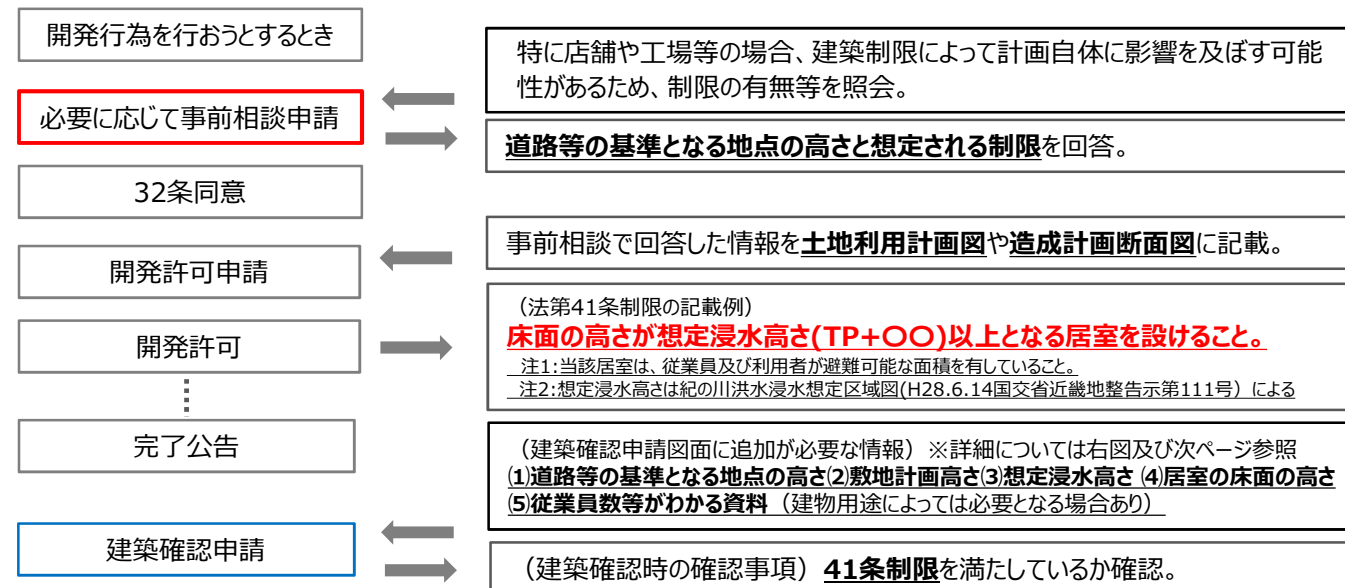 開発行為を行おうとするとき
特に店舗や工場等の場合、建築制限によって計画自体に影響を及ぼす可能
性があるため、制限の有無等を照会。
必要に応じて事前相談申請
道路等の基準となる地点の高さと想定される制限を回答。
32条同意
事前相談で回答した情報を土地利用計画図や造成計画断面図に記載。
開発許可申請
（法第41条制限の記載例）
床面の高さが想定浸水高さ(TP+〇〇)以上となる居室を設けること。
注1:当該居室は、従業員及び利用者が避難可能な面積を有していること。
注2:想定浸水高さは紀の川洪水浸水想定区域図(H28.6.14国交省近畿地整告示第111号）による
開発許可
完了公告
（建築確認申請図面に追加が必要な情報）※詳細については右図及び次ページ参照
⑴道路等の基準となる地点の高さ⑵敷地計画高さ⑶想定浸水高さ ⑷居室の床面の高さ
⑸従業員数等がわかる資料（建物用途によっては必要となる場合あり）
建築確認申請
（建築確認時の確認事項）41条制限を満たしているか確認。